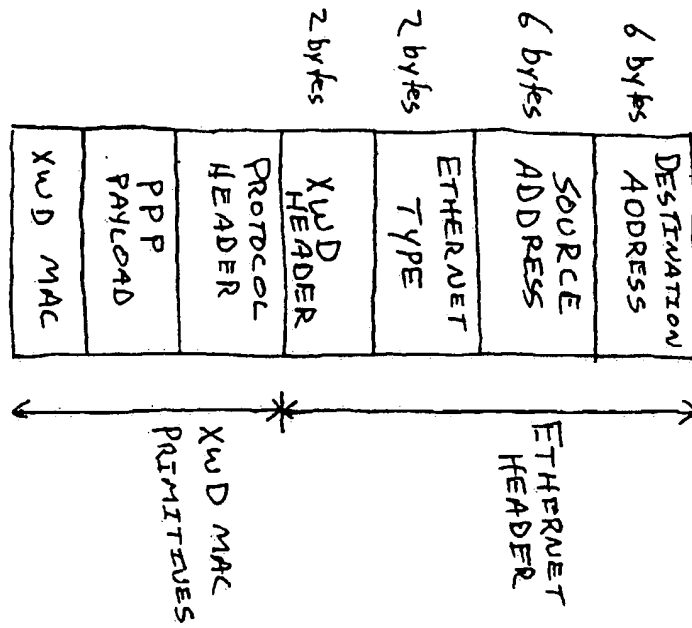 6 bytes
DESTINATION
ADDRESS
6 bytes
SOURCE
ADDRESS
2 bytes
ETHERNET
TYPE
2 bytes
XWD
HEADER
PROTOCOL
HEADER
PPP
PAYLOAD
XWD MAC
ETHERNET
HEADER
XWD MAC
PRIMITIVES